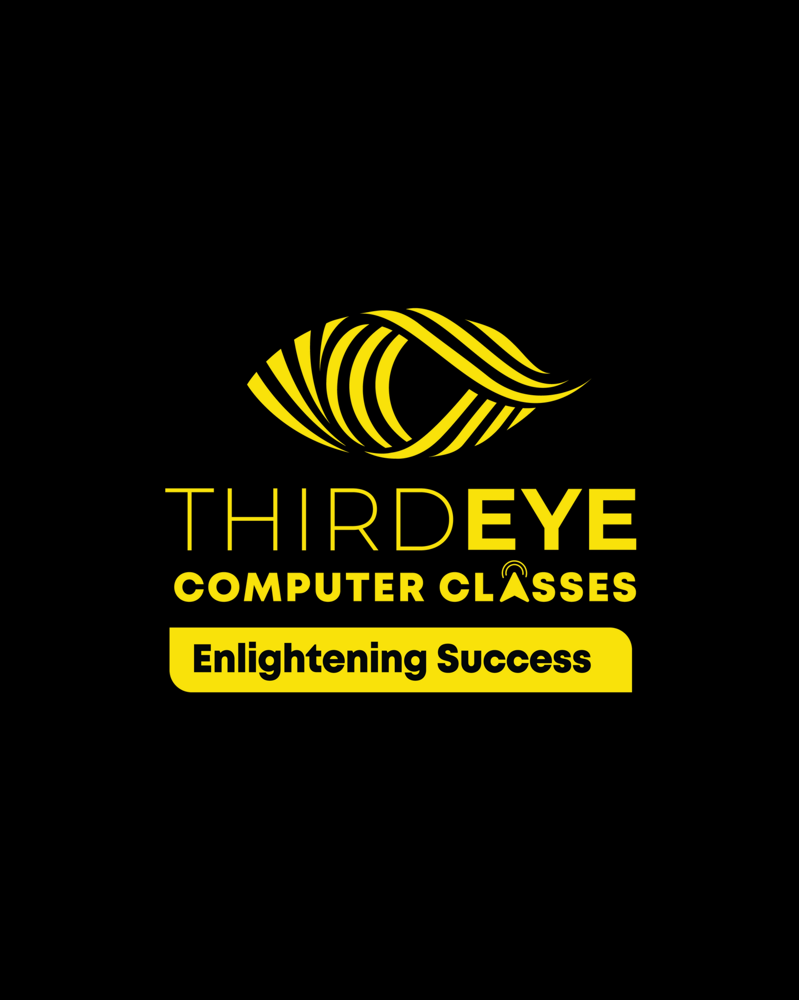 THIRDEYE
COMPUTER CLASSES
Enlightening Success